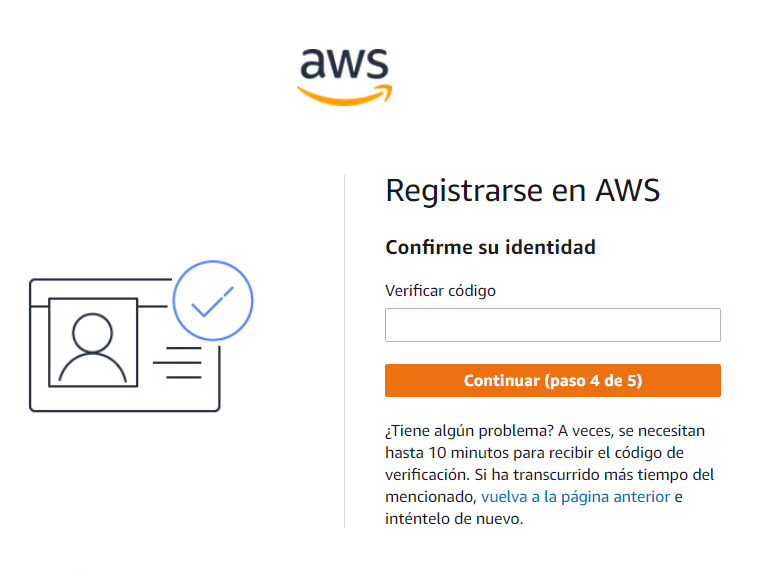 aws
Registrarse en AWS
Confirme su identidad
Verificar código
Continuar (paso 4 de 5)
¿Tiene algún problema? A veces, se necesitan
hasta 10 minutos para recibir el código de
verificación. Si ha transcurrido más tiempo del
mencionado, vuelva a la página anterior e
inténtelo de nuevo.